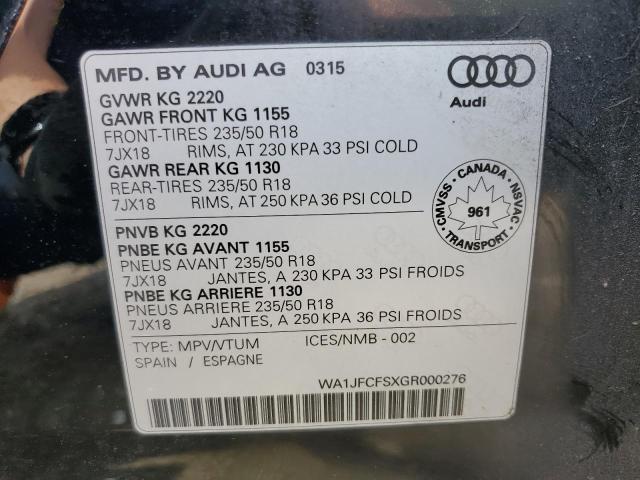 MFD. BY AUDI AG 0315
Audi
GVWR KG 2220
GAWR FRONT KG 1155
FRONT-TIRES 235/50 R18
7JX18 RIMS, AT 230 KPA 33 PSI COLD
GAWR REAR KG 1130
REAR-TIRES 235/50 R18
7JX18 RIMS, AT 250 KPA 36 PSI COLD
CMVSS - CANADA - NSVAC
961
TRANSPORT
PNVB KG 2220
PNBE KG AVANT 1155
PNEUS AVANT 235/50 R18
7JX18 JANTES, A 230 KPA 33 PSI FROIDS
PNBE KG ARRIERE 1130
PNEUS ARRIERE 235/50 R18
7JX18 JANTES, A 250 KPA 36 PSI FROIDS
TYPE: MPV/VTUM ICES/NMB - 002
SPAIN / ESPAGNE
WA1JFCFSXGR000276